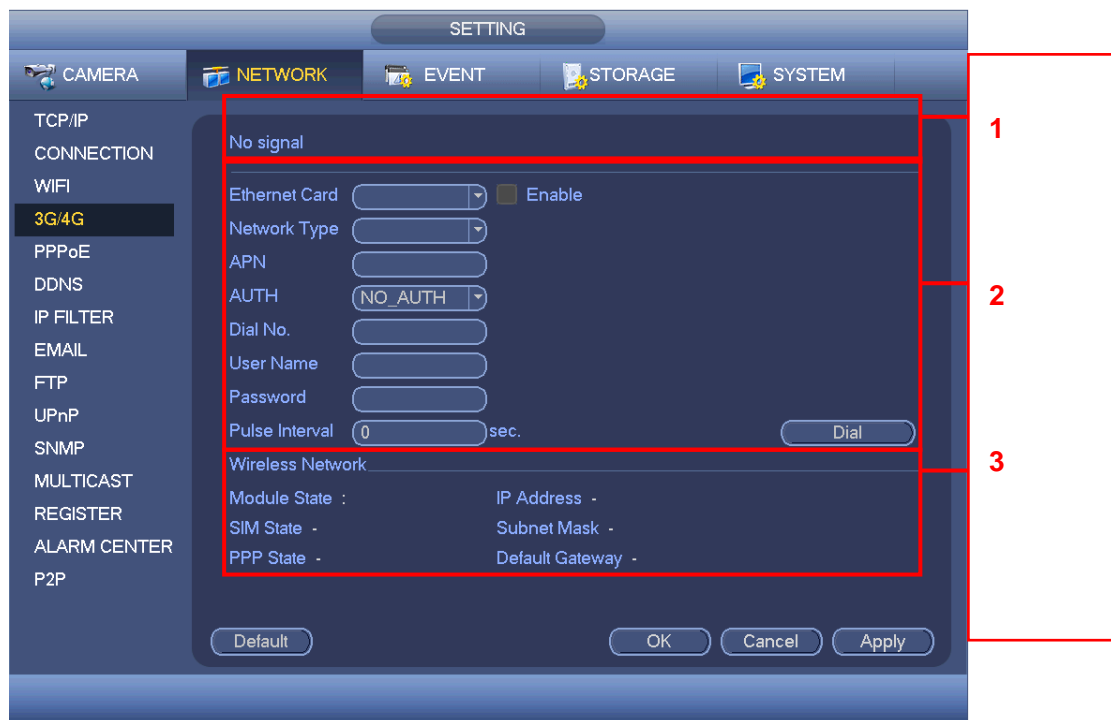 SETTING
CAMERA NETWORK EVENT STORAGE SYSTEM
TCP/IP
CONNECTION
WIFI
3G/4G
PPPoE
DDNS
IP FILTER
EMAIL
FTP
UPnP
SNMP
MULTICAST
REGISTER
ALARM CENTER
P2P
No signal
Ethernet Card Enable
Network Type
APN
AUTH NO_AUTH
Dial No.
User Name
Password
Pulse Interval 0 sec. Dial
Wireless Network
Module State : IP Address -
SIM State - Subnet Mask -
PPP State - Default Gateway -
Default OK Cancel Apply
1
2
3